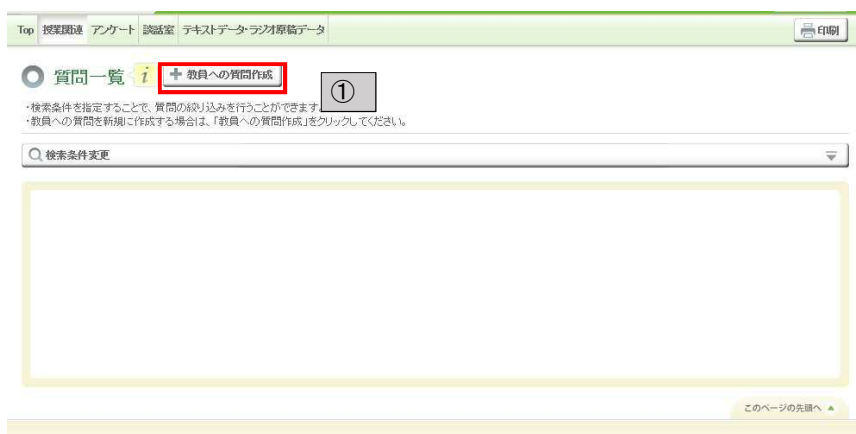 Top 授業関連 アンケート 談話室 テキストデータ・ラジオ原稿データ
印刷
質問一覧 i + 教員への質問作成
①
・検索条件を指定することで、質問の絞り込みを行うことができます。
・教員への質問を新規に作成する場合は、「教員への質問作成」をクリックしてください。
検索条件変更
このページの先頭へ ▲